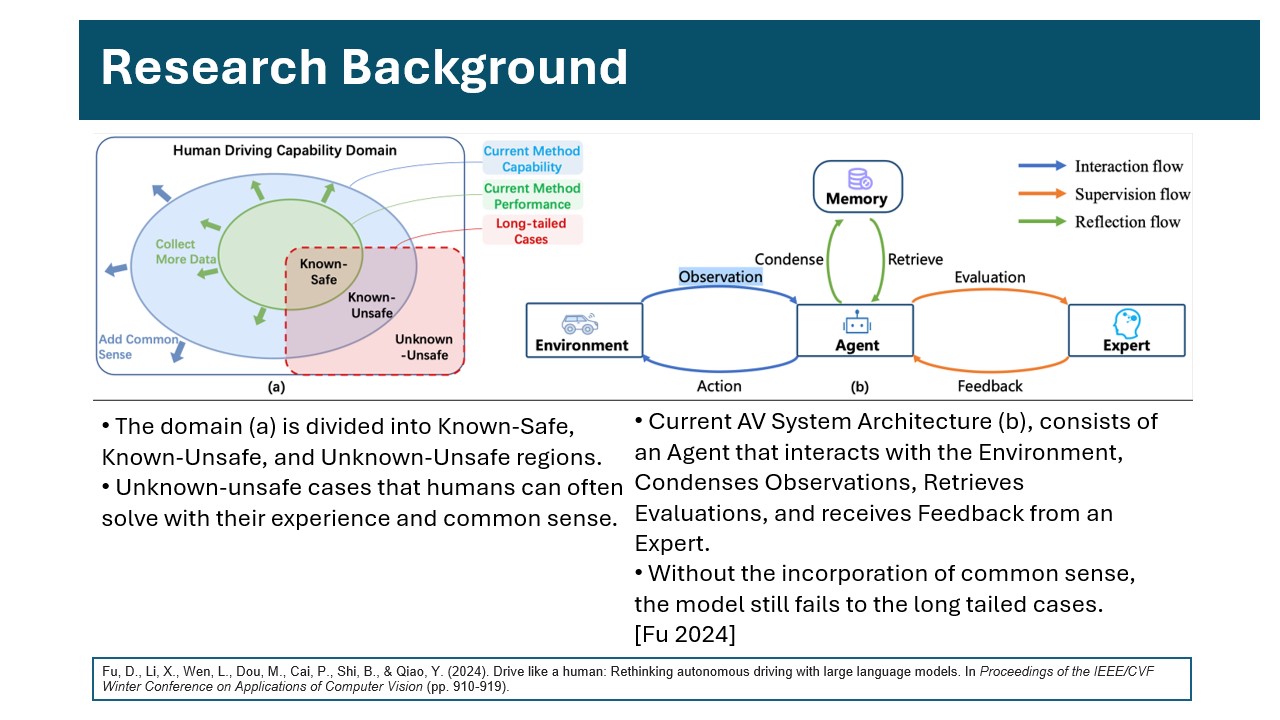 Research Background
Human Driving Capability Domain
Current Method
Capability
Current Method
Performance
Long-tailed
Cases
Collect
More Data
Known-
Safe
Known-
Unsafe
Unknown
-Unsafe
Add Common
Sense
(a)
Memory
Interaction flow
Supervision flow
Reflection flow
Condense
Retrieve
Observation
Evaluation
Environment
Agent
Expert
Action
(b)
Feedback
• The domain (a) is divided into Known-Safe,
Known-Unsafe, and Unknown-Unsafe regions.
• Unknown-unsafe cases that humans can often
solve with their experience and common sense.
• Current AV System Architecture (b), consists of
an Agent that interacts with the Environment,
Condenses Observations, Retrieves
Evaluations, and receives Feedback from an
Expert.
• Without the incorporation of common sense,
the model still fails to the long tailed cases.
[Fu 2024]
Fu, D., Li, X., Wen, L., Dou, M., Cai, P., Shi, B., & Qiao, Y. (2024). Drive like a human: Rethinking autonomous driving with large language models. In Proceedings of the IEEE/CVF
Winter Conference on Applications of Computer Vision (pp. 910-919).